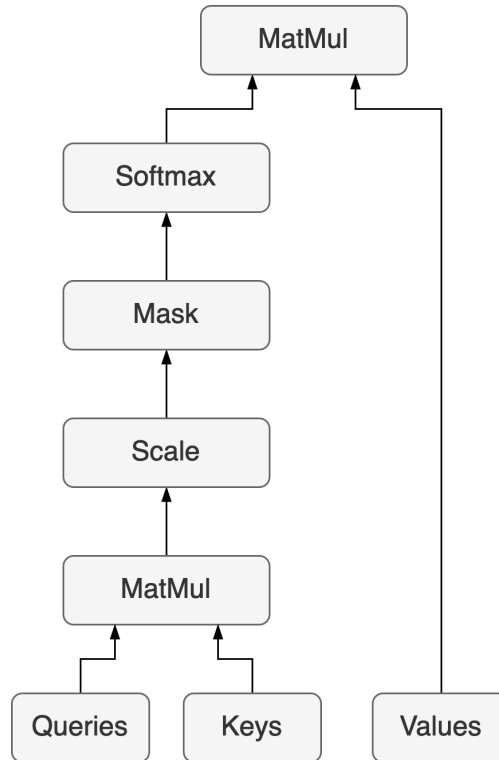 MatMul
Softmax
Mask
Scale
MatMul
Queries
Keys
Values